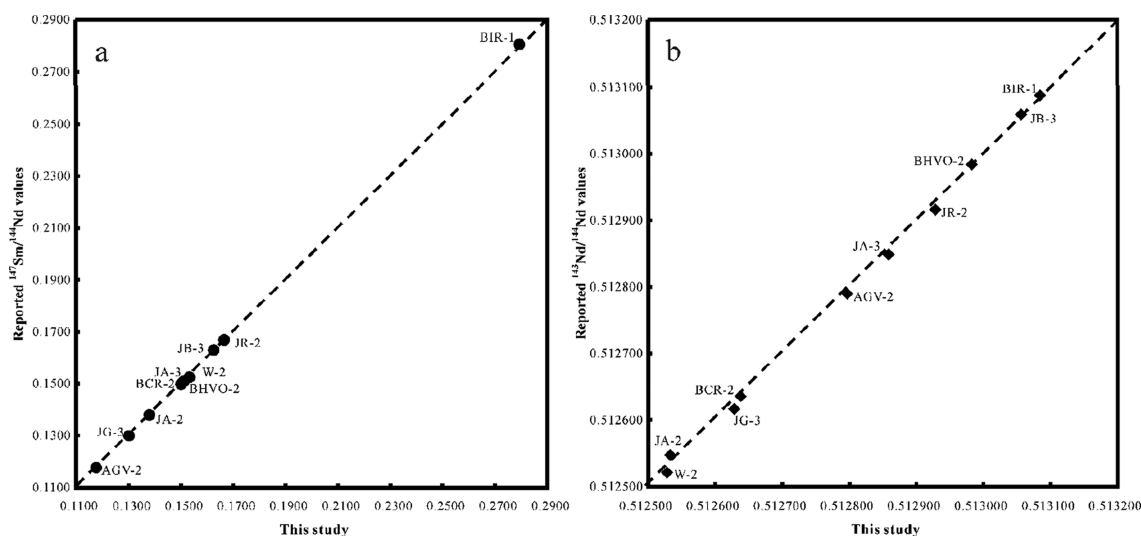 a
Reported ¹⁴⁷Sm/¹⁴⁴Nd values
0.2900
0.2700
0.2500
0.2300
0.2100
0.1900
0.1700
0.1500
0.1300
0.1100
BIR-1
JB-3
JR-2
JA-3
W-2
BCR-2
BHVO-2
JA-2
JG-3
AGV-2
0.1100 0.1300 0.1500 0.1700 0.1900 0.2100 0.2300 0.2500 0.2700 0.2900
This study
b
Reported ¹⁴³Nd/¹⁴⁴Nd values
0.513200
0.513100
0.513000
0.512900
0.512800
0.512700
0.512600
0.512500
BIR-1
JB-3
BHVO-2
JR-2
JA-3
AGV-2
BCR-2
JG-3
JA-2
W-2
0.512500 0.512600 0.512700 0.512800 0.512900 0.513000 0.513100 0.513200
This study